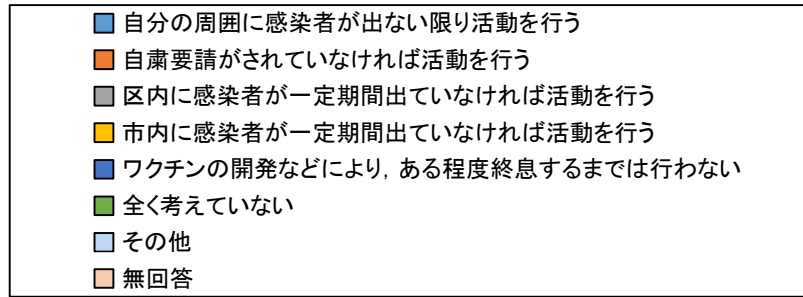 自分の周囲に感染者が出ない限り活動を行う
自粛要請がされていなければ活動を行う
区内に感染者が一定期間出ていなければ活動を行う
市内に感染者が一定期間出ていなければ活動を行う
ワクチンの開発などにより，ある程度終息するまでは行わない
全く考えていない
その他
無回答